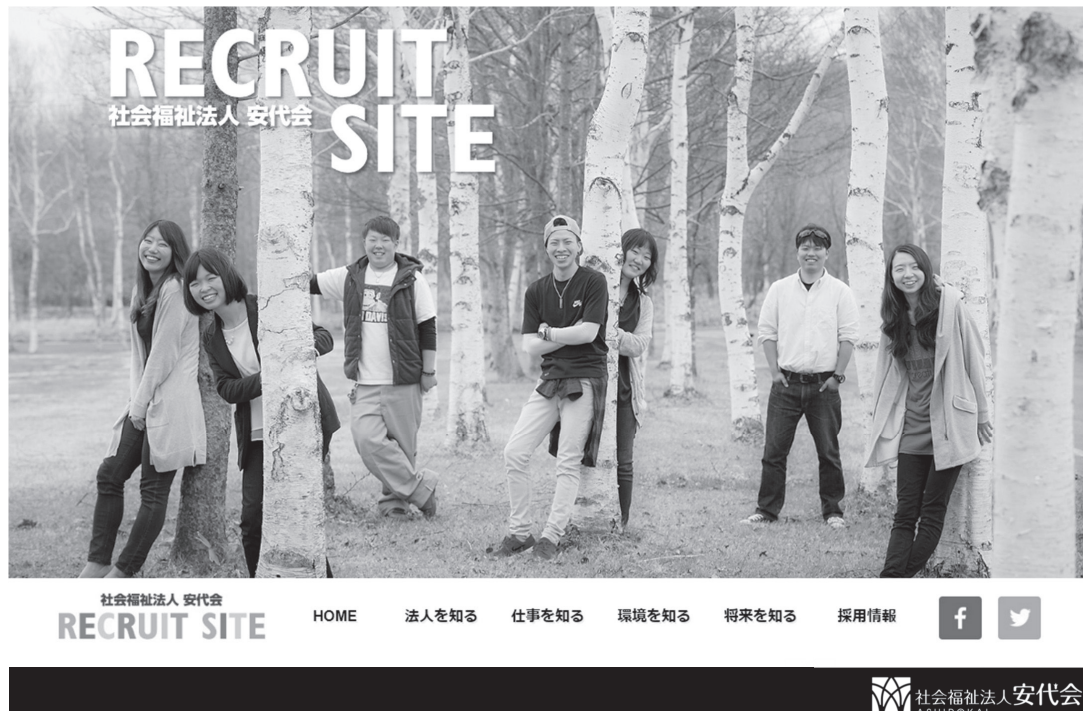 RECRUIT
社会福祉法人 安代会
SITE
社会福祉法人 安代会
RECRUIT SITE
HOME
法人を知る
仕事を知る
環境を知る
将来を知る
採用情報
社会福祉法人安代会